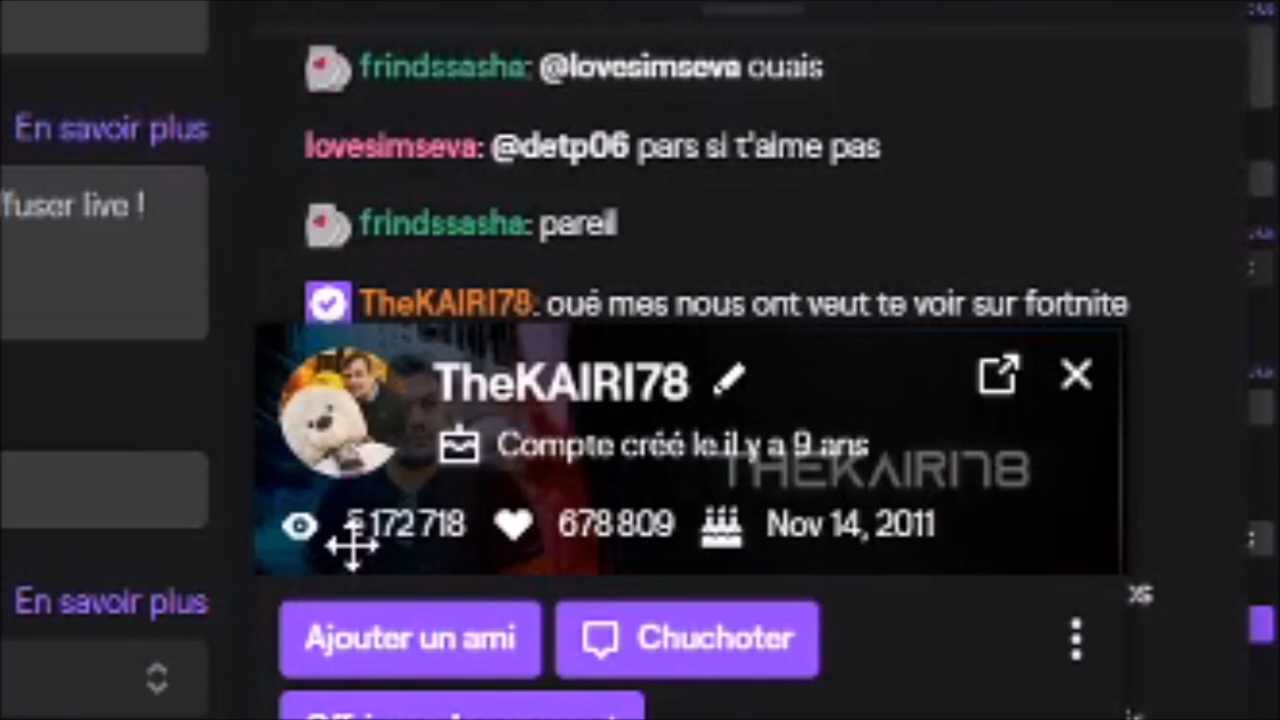 frindssasha: @lovesimseva ouais
En savoir plus
lovesimseva: @detp06 pars si t'aime pas
ffuser live !
frindssasha: pareil
TheKAIRI78: oué mes nous ont veut te voir sur fortnite
TheKAIRI78
Compte créé le il y a 9 ans
THEKAIRI78
5 172 718 678 809 Nov 14, 2011
En savoir plus
Ajouter un ami Chuchoter